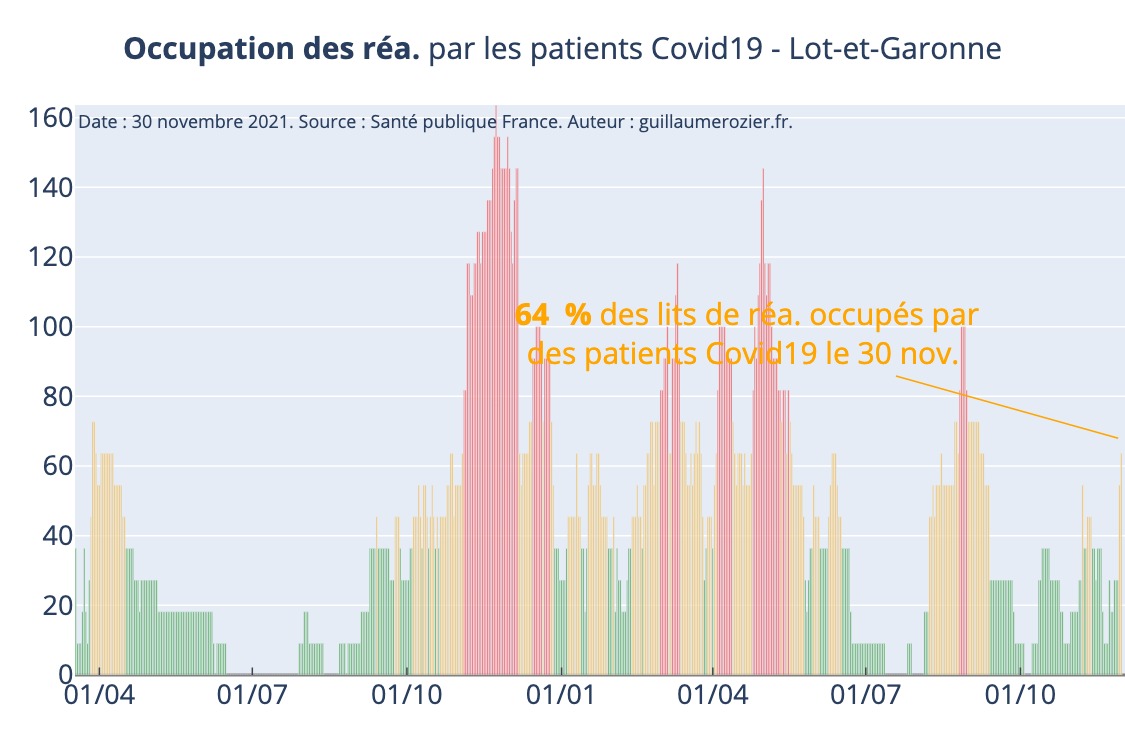 Occupation des réa. par les patients Covid19 - Lot-et-Garonne
160
Date : 30 novembre 2021. Source : Santé publique France. Auteur : guillaumerozier.fr.
140
120
100
64 % des lits de réa. occupés par
des patients Covid19 le 30 nov.
80
60
40
20
0
01/04 01/07 01/10 01/01 01/04 01/07 01/10